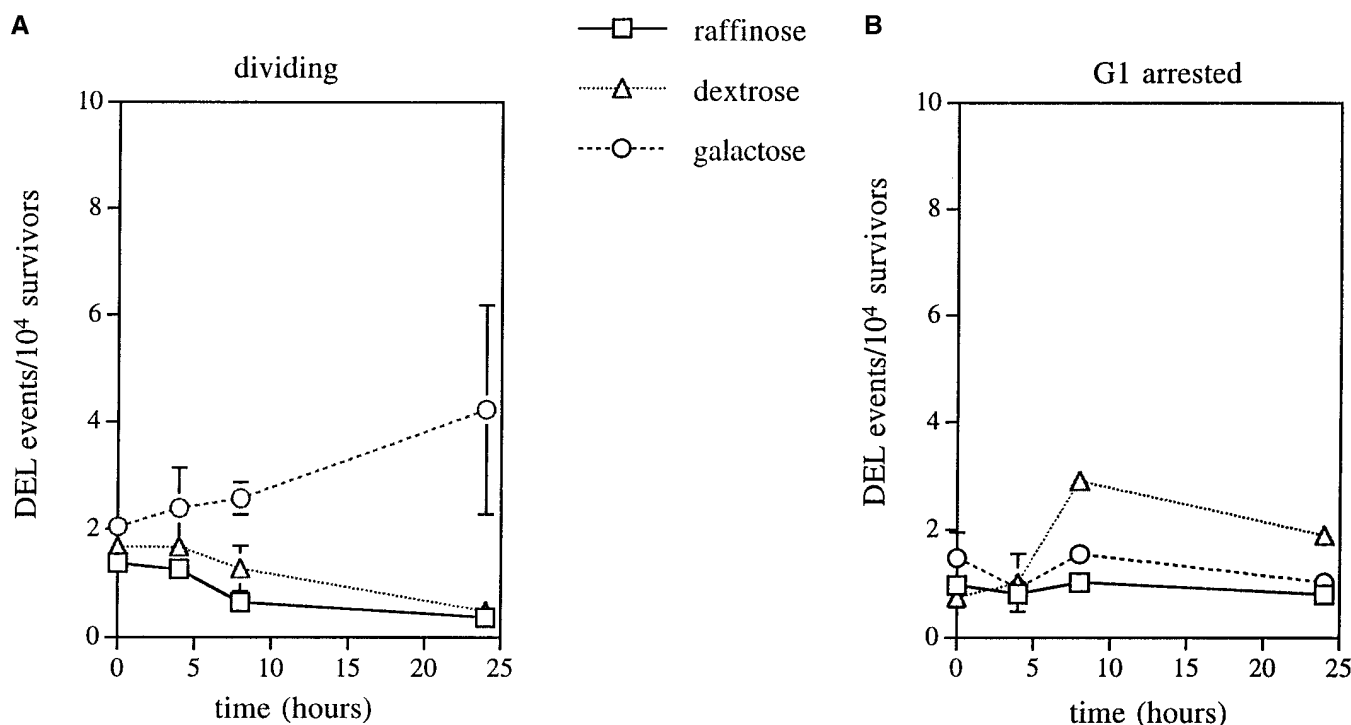 A
dividing
raffinose
dextrose
galactose
B
G1 arrested
DEL events/10⁴ survivors
10
8
6
4
2
0
0 5 10 15 20 25
time (hours)
DEL events/10⁴ survivors
10
8
6
4
2
0
0 5 10 15 20 25
time (hours)